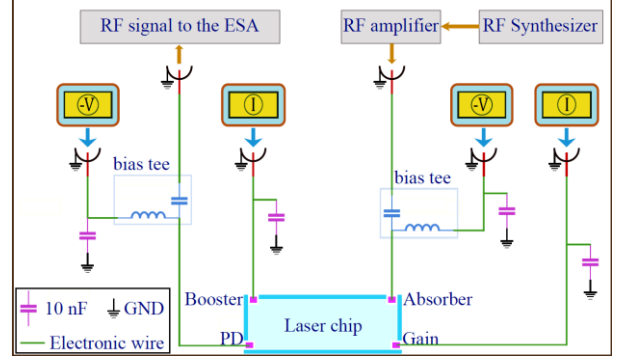 RF signal to the ESA
RF amplifier
RF Synthesizer
-V
I
-V
I
bias tee
bias tee
Booster
Absorber
Laser chip
PD
Gain
10 nF
GND
Electronic wire